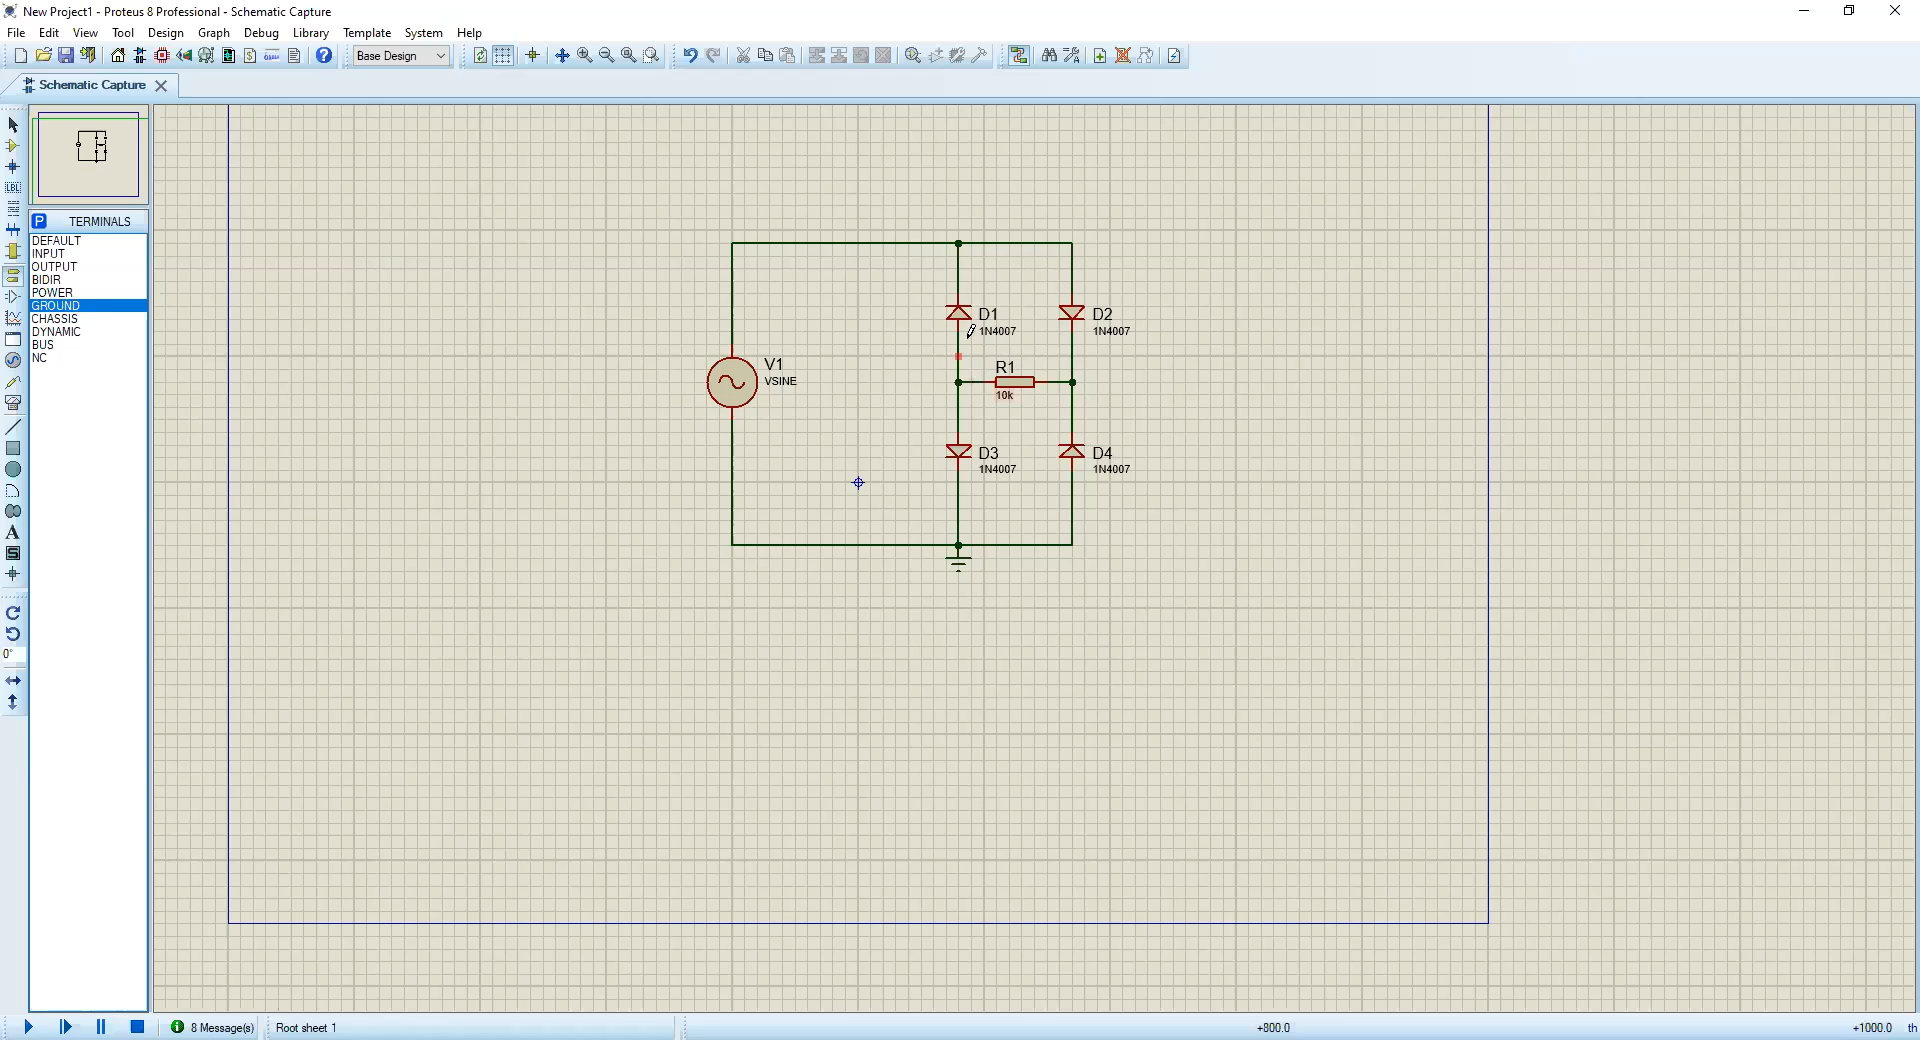 New Project1 - Proteus 8 Professional - Schematic Capture
File Edit View Tool Design Graph Debug Library Template System Help
Base Design
Schematic Capture
P TERMINALS
DEFAULT
INPUT
OUTPUT
BIDIR
POWER
GROUND
CHASSIS
DYNAMIC
BUS
NC
LBL
A
S
0°
D1
1N4007
D2
1N4007
V1
VSINE
R1
10k
D3
1N4007
D4
1N4007
8 Message(s) Root sheet 1 +800.0 +1000.0 th